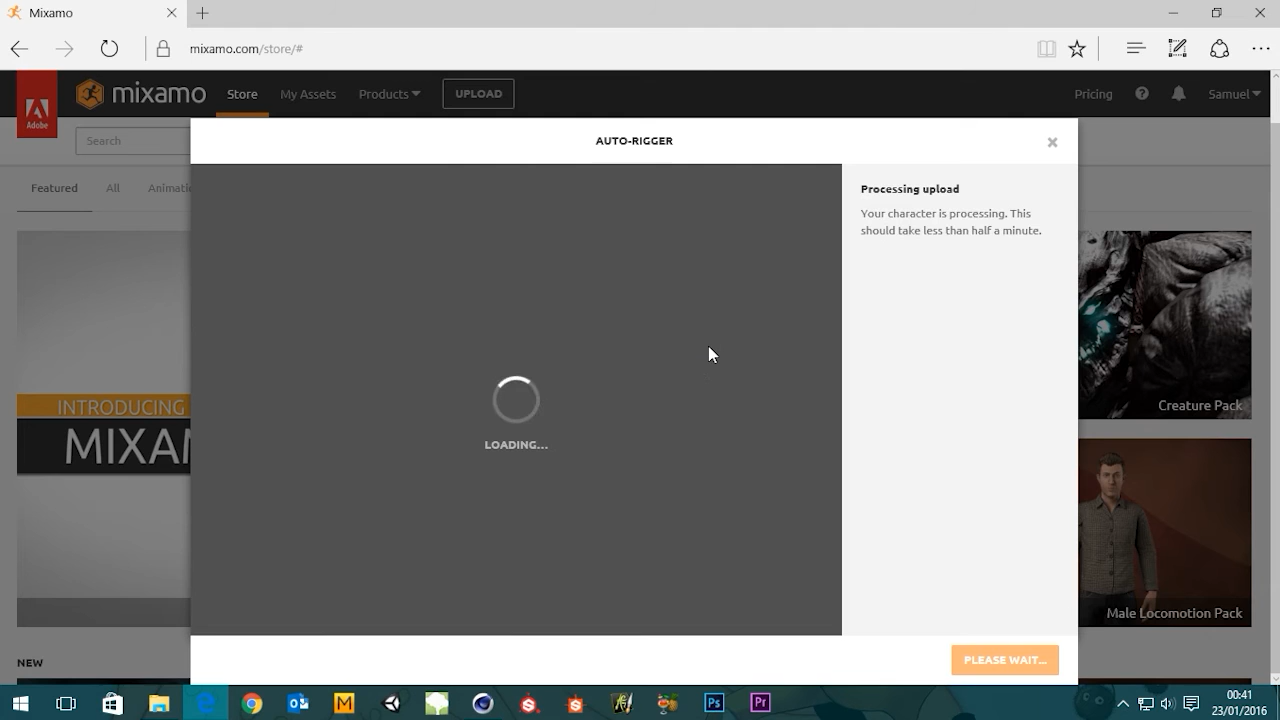 Mixamo
mixamo.com/store/#
Adobe
mixamo
Store
My Assets
Products
UPLOAD
Pricing
Samuel
Search
AUTO-RIGGER
Featured
All
Processing upload
Your character is processing. This
should take less than half a minute.
INTRODUCING
LOADING...
Creature Pack
Male Locomotion Pack
NEW
PLEASE WAIT...
Ps
Pr
00:41
23/01/2016